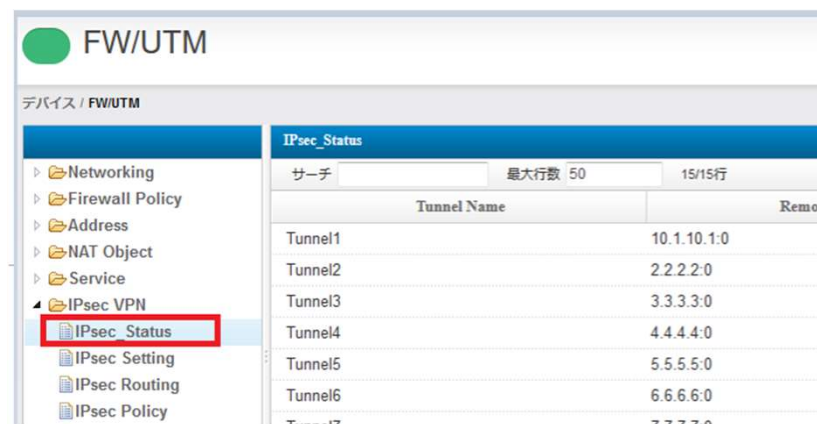 FW/UTM
デバイス / FW/UTM
Networking
Firewall Policy
Address
NAT Object
Service
IPsec VPN
IPsec_Status
IPsec Setting
IPsec Routing
IPsec Policy
IPsec_Status
サーチ 最大行数 50 15/15行
Tunnel Name Remo
Tunnel1 10.1.10.1:0
Tunnel2 2.2.2.2:0
Tunnel3 3.3.3.3:0
Tunnel4 4.4.4.4:0
Tunnel5 5.5.5.5:0
Tunnel6 6.6.6.6:0